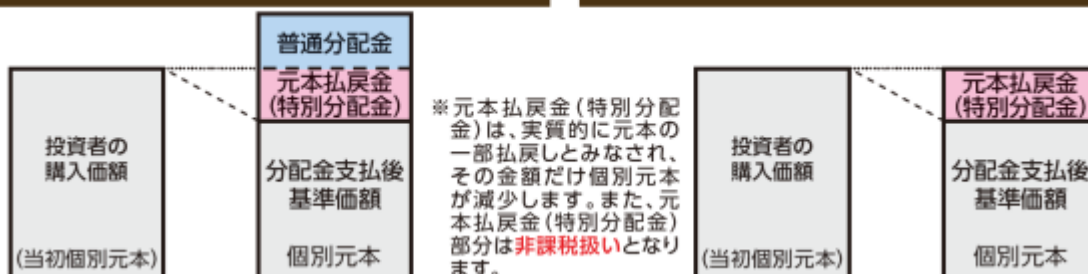 普通分配金
元本払戻金
(特別分配金)
投資者の
購入価額
(当初個別元本)
分配金支払後
基準価額
個別元本
※元本払戻金(特別分配
金)は、実質的に元本の
一部払戻しとみなされ、
その金額だけ個別元本
が減少します。また、元
本払戻金(特別分配金)
部分は非課税扱いとなり
ます。
投資者の
購入価額
(当初個別元本)
元本払戻金
(特別分配金)
分配金支払後
基準価額
個別元本